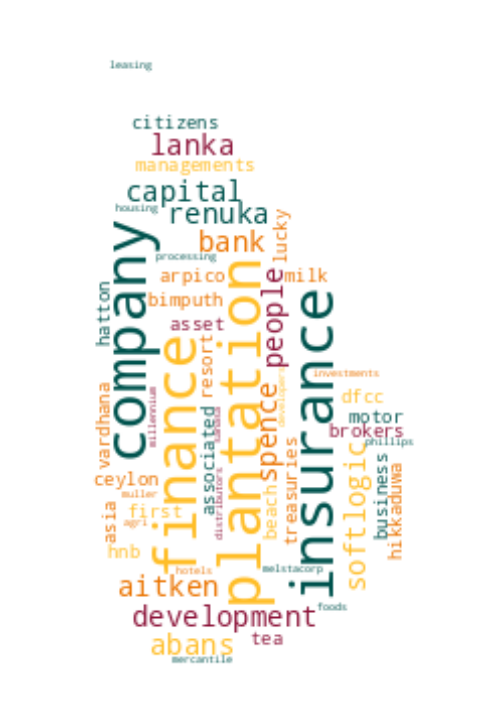 leasing
citizens
lanka
managements
capital
housing
renuka
lucky
bank
company
processing
arpico
milk
plantation
people
hatton
bimputh
insurance
asset
finance
resort
investments
developers
vardhana
millennium
associated
sanasa
spence
dfcc
motor
brokers
phillips
treasuries
softlogic
business
hikkaduwa
ceylon
distributors
beach
muller
asia
first
agri
hnb
hotels
melstacorp
aitken
development
foods
abans
tea
mercantile